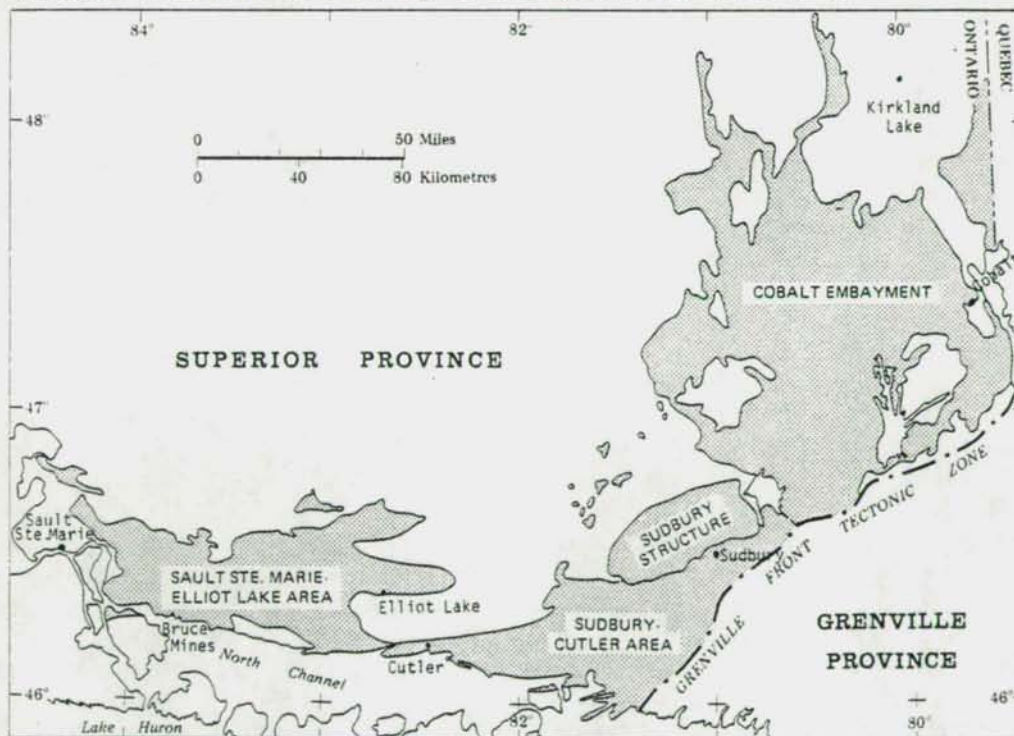 84°
82°
80°
QUEBEC
ONTARIO
48°
Kirkland
Lake
0 50 Miles
0 40 80 Kilometres
COBALT EMBAYMENT
Cobalt
SUPERIOR PROVINCE
47°
GRENVILLE FRONT TECTONIC ZONE
SUDBURY
STRUCTURE
Sudbury
Sault
Ste. Marie
SAULT STE. MARIE-
ELLIOT LAKE AREA
Elliot Lake
SUDBURY-
CUTLER AREA
GRENVILLE
PROVINCE
Bruce
Mines
North Channel
Cutler
46°
46°
Lake Huron
82°
80°